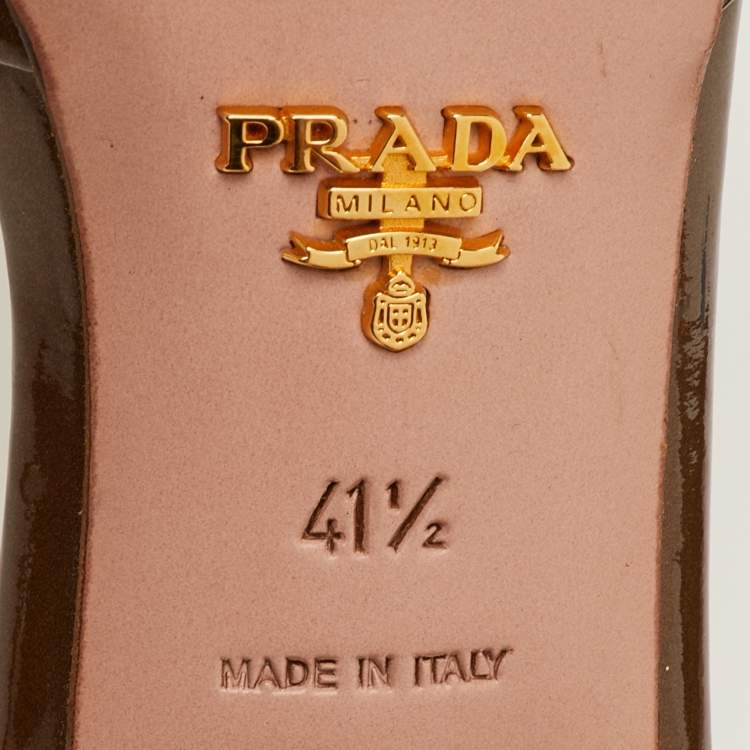 PRADA
MILANO
DAL 1913
41½
MADE IN ITALY